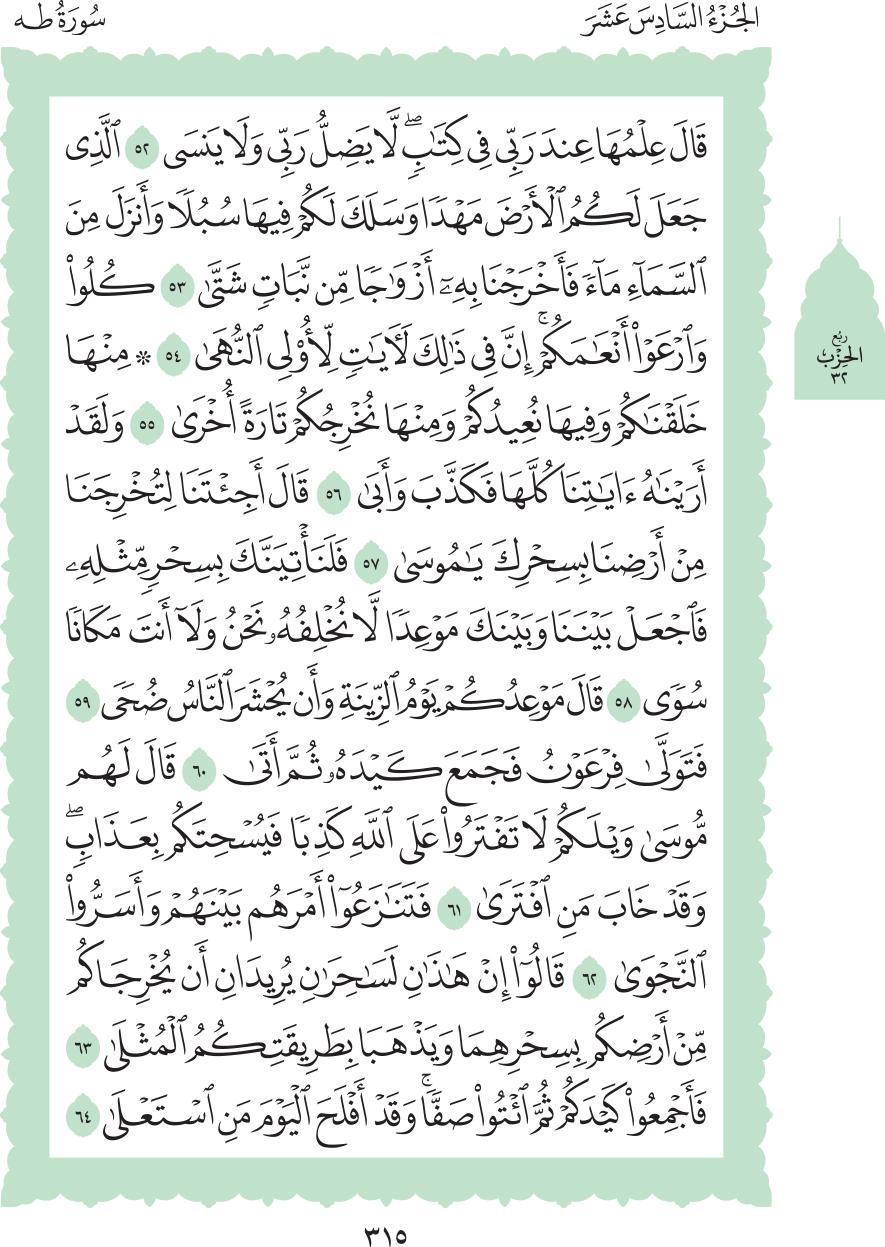 الجُزْءُ السَّادِسَ عَشَرَ
سُورَةُ طه
قَالَ عِلْمُهَا عِندَ رَبِّي فِي كِتَٰبٖۖ لَّا يَضِلُّ رَبِّي وَلَا يَنسَى ٥٢ ٱلَّذِي
جَعَلَ لَكُمُ ٱلۡأَرۡضَ مَهۡدٗا وَسَلَكَ لَكُمۡ فِيهَا سُبُلٗا وَأَنزَلَ مِنَ
ٱلسَّمَآءِ مَآءٗ فَأَخۡرَجۡنَا بِهِۦٓ أَزۡوَٰجٗا مِّن نَّبَاتٖ شَتَّىٰ ٥٣ كُلُواْ
وَٱرۡعَوۡاْ أَنۡعَٰمَكُمۡۚ إِنَّ فِي ذَٰلِكَ لَأٓيَٰتٖ لِّأُوْلِي ٱلنُّهَىٰ ٥٤ ۞ مِنۡهَا
خَلَقۡنَٰكُمۡ وَفِيهَا نُعِيدُكُمۡ وَمِنۡهَا نُخۡرِجُكُمۡ تَارَةً أُخۡرَىٰ ٥٥ وَلَقَدۡ
أَرَيۡنَٰهُ ءَايَٰتِنَا كُلَّهَا فَكَذَّبَ وَأَبَىٰ ٥٦ قَالَ أَجِئۡتَنَا لِتُخۡرِجَنَا
مِنۡ أَرۡضِنَا بِسِحۡرِكَ يَٰمُوسَىٰ ٥٧ فَلَنَأۡتِيَنَّكَ بِسِحۡرٖ مِّثۡلِهِۦ
فَٱجۡعَلۡ بَيۡنَنَا وَبَيۡنَكَ مَوۡعِدٗا لَّا نُخۡلِفُهُۥ نَحۡنُ وَلَآ أَنتَ مَكَانٗا
سُوٗى ٥٨ قَالَ مَوۡعِدُكُمۡ يَوۡمُ ٱلزِّينَةِ وَأَن يُحۡشَرَ ٱلنَّاسُ ضُحٗى ٥٩
فَتَوَلَّىٰ فِرۡعَوۡنُ فَجَمَعَ كَيۡدَهُۥ ثُمَّ أَتَىٰ ٦٠ قَالَ لَهُم
مُّوسَىٰ وَيۡلَكُمۡ لَا تَفۡتَرُواْ عَلَى ٱللَّهِ كَذِبٗا فَيُسۡحِتَكُم بِعَذَابٖۖ
وَقَدۡ خَابَ مَنِ ٱفۡتَرَىٰ ٦١ فَتَنَٰزَعُوٓاْ أَمۡرَهُم بَيۡنَهُمۡ وَأَسَرُّواْ
ٱلنَّجۡوَىٰ ٦٢ قَالُوٓاْ إِنۡ هَٰذَٰنِ لَسَٰحِرَٰنِ يُرِيدَانِ أَن يُخۡرِجَاكُم
مِّنۡ أَرۡضِكُم بِسِحۡرِهِمَا وَيَذۡهَبَا بِطَرِيقَتِكُمُ ٱلۡمُثۡلَىٰ ٦٣
فَأَجۡمِعُواْ كَيۡدَكُمۡ ثُمَّ ٱئۡتُواْ صَفّٗاۚ وَقَدۡ أَفۡلَحَ ٱلۡيَوۡمَ مَنِ ٱسۡتَعۡلَىٰ ٦٤
رُبْع
الحِزْبِ
٣٢
٣١٥